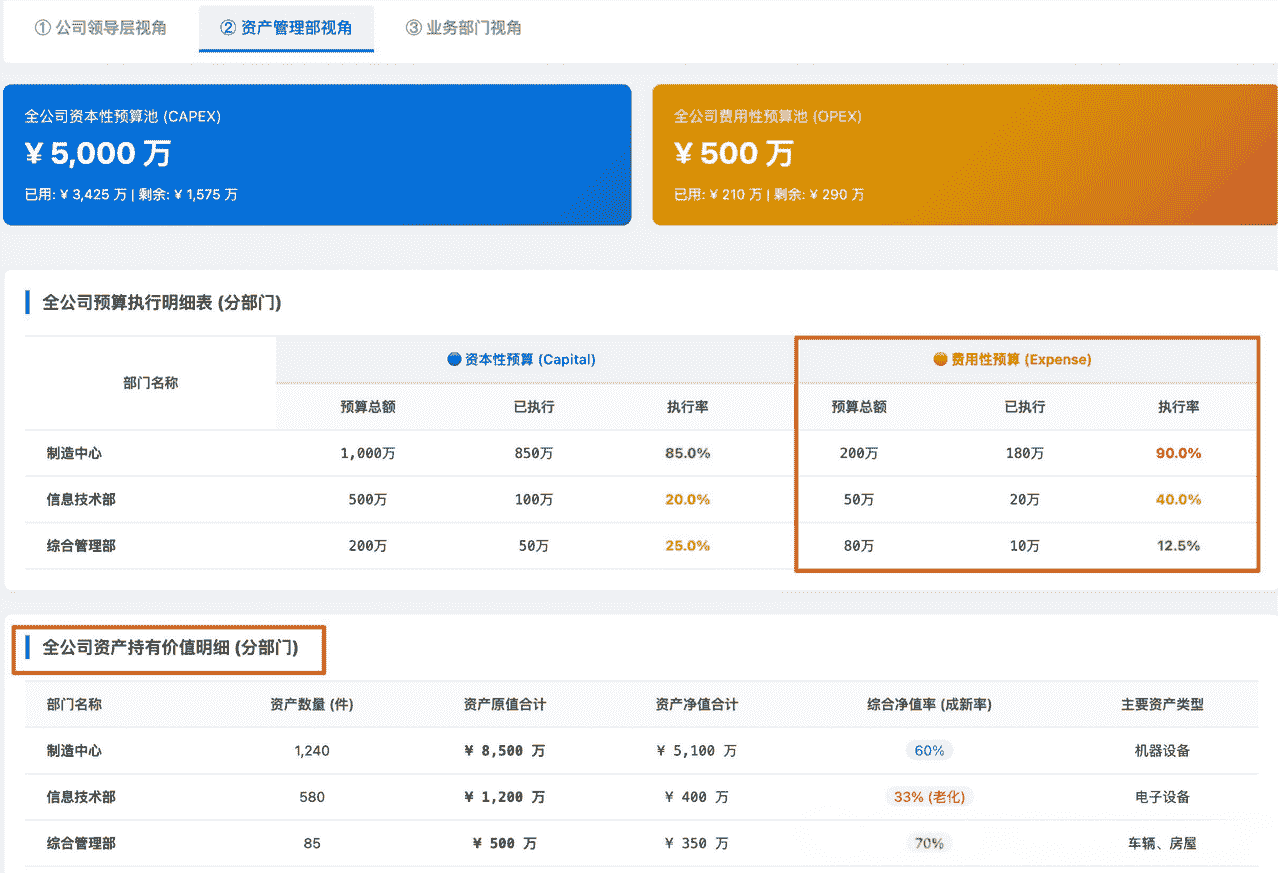 ① 公司领导层视角 ② 资产管理部视角 ③ 业务部门视角
全公司资本性预算池 (CAPEX)
¥ 5,000 万
已用: ¥ 3,425 万 | 剩余: ¥ 1,575 万
全公司费用性预算池 (OPEX)
¥ 500 万
已用: ¥ 210 万 | 剩余: ¥ 290 万
全公司预算执行明细表 (分部门)
部门名称 资本性预算 (Capital) 费用性预算 (Expense)
预算总额 已执行 执行率 预算总额 已执行 执行率
制造中心 1,000万 850万 85.0% 200万 180万 90.0%
信息技术部 500万 100万 20.0% 50万 20万 40.0%
综合管理部 200万 50万 25.0% 80万 10万 12.5%
全公司资产持有价值明细 (分部门)
部门名称 资产数量 (件) 资产原值合计 资产净值合计 综合净值率 (成新率) 主要资产类型
制造中心 1,240 ¥ 8,500 万 ¥ 5,100 万 60% 机器设备
信息技术部 580 ¥ 1,200 万 ¥ 400 万 33% (老化) 电子设备
综合管理部 85 ¥ 500 万 ¥ 350 万 70% 车辆、房屋